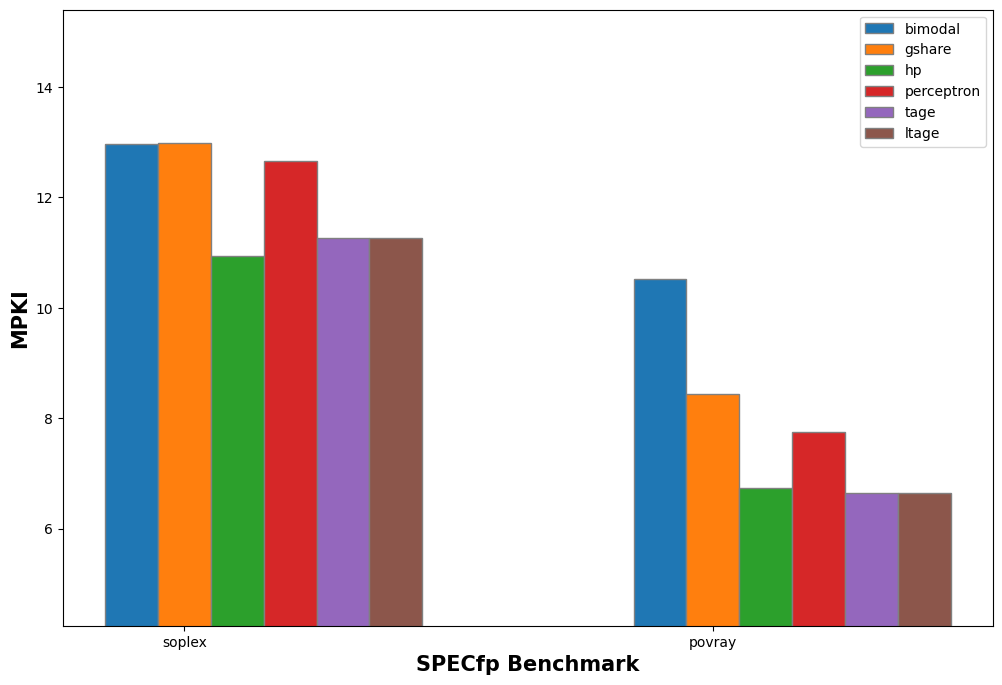 bimodal
gshare
hp
perceptron
tage
ltage
14
12
10
8
6
MPKI
soplex
povray
SPECfp Benchmark